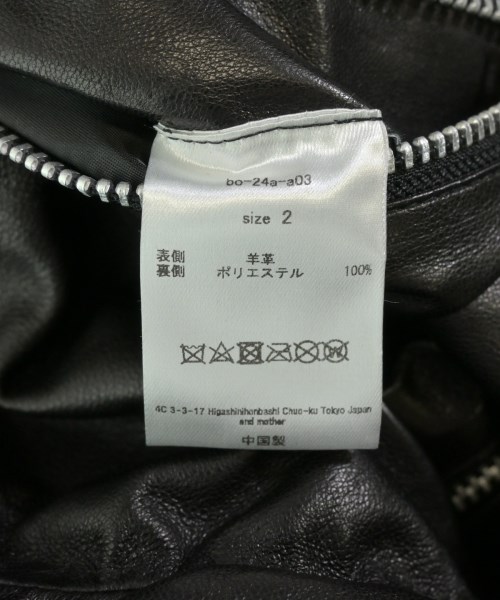 bo-24a-a03
size 2
表側 羊革
裏側 ポリエステル 100%
4C 3-3-17 Higashinihonbashi Chuo-ku Tokyo Japan
and mother
中国製